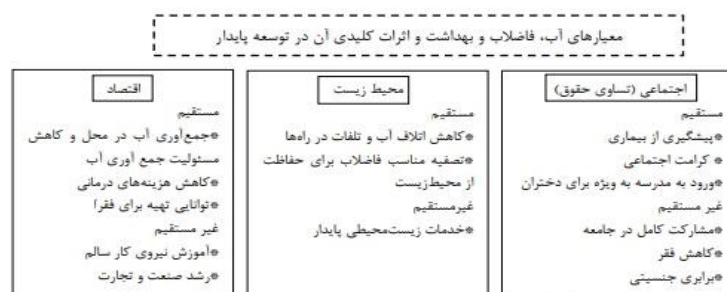 معیارهای آب، فاضلاب و بهداشت و اثرات کلیدی آن در توسعه پایدار
اجتماعی (تساوی حقوق)
مستقیم
*پیشگیری از بیماری
* کرامت اجتماعی
*ورود به مدرسه به ویژه برای دختران
غیر مستقیم
*مشارکت کامل در جامعه
*کاهش فقر
*برابری جنسیتی
محیط زیست
مستقیم
*کاهش اتلاف آب و تلفات در راه‌ها
*تصفیه مناسب فاضلاب برای حفاظت
از محیط‌زیست
غیرمستقیم
*خدمات زیست‌محیطی پایدار
اقتصاد
مستقیم
*جمع‌آوری آب در محل و کاهش
مسئولیت جمع آوری آب
*کاهش هزینه‌های درمانی
*توانایی تهیه برای فقرا
غیر مستقیم
*آموزش نیروی کار سالم
*رشد صنعت و تجارت